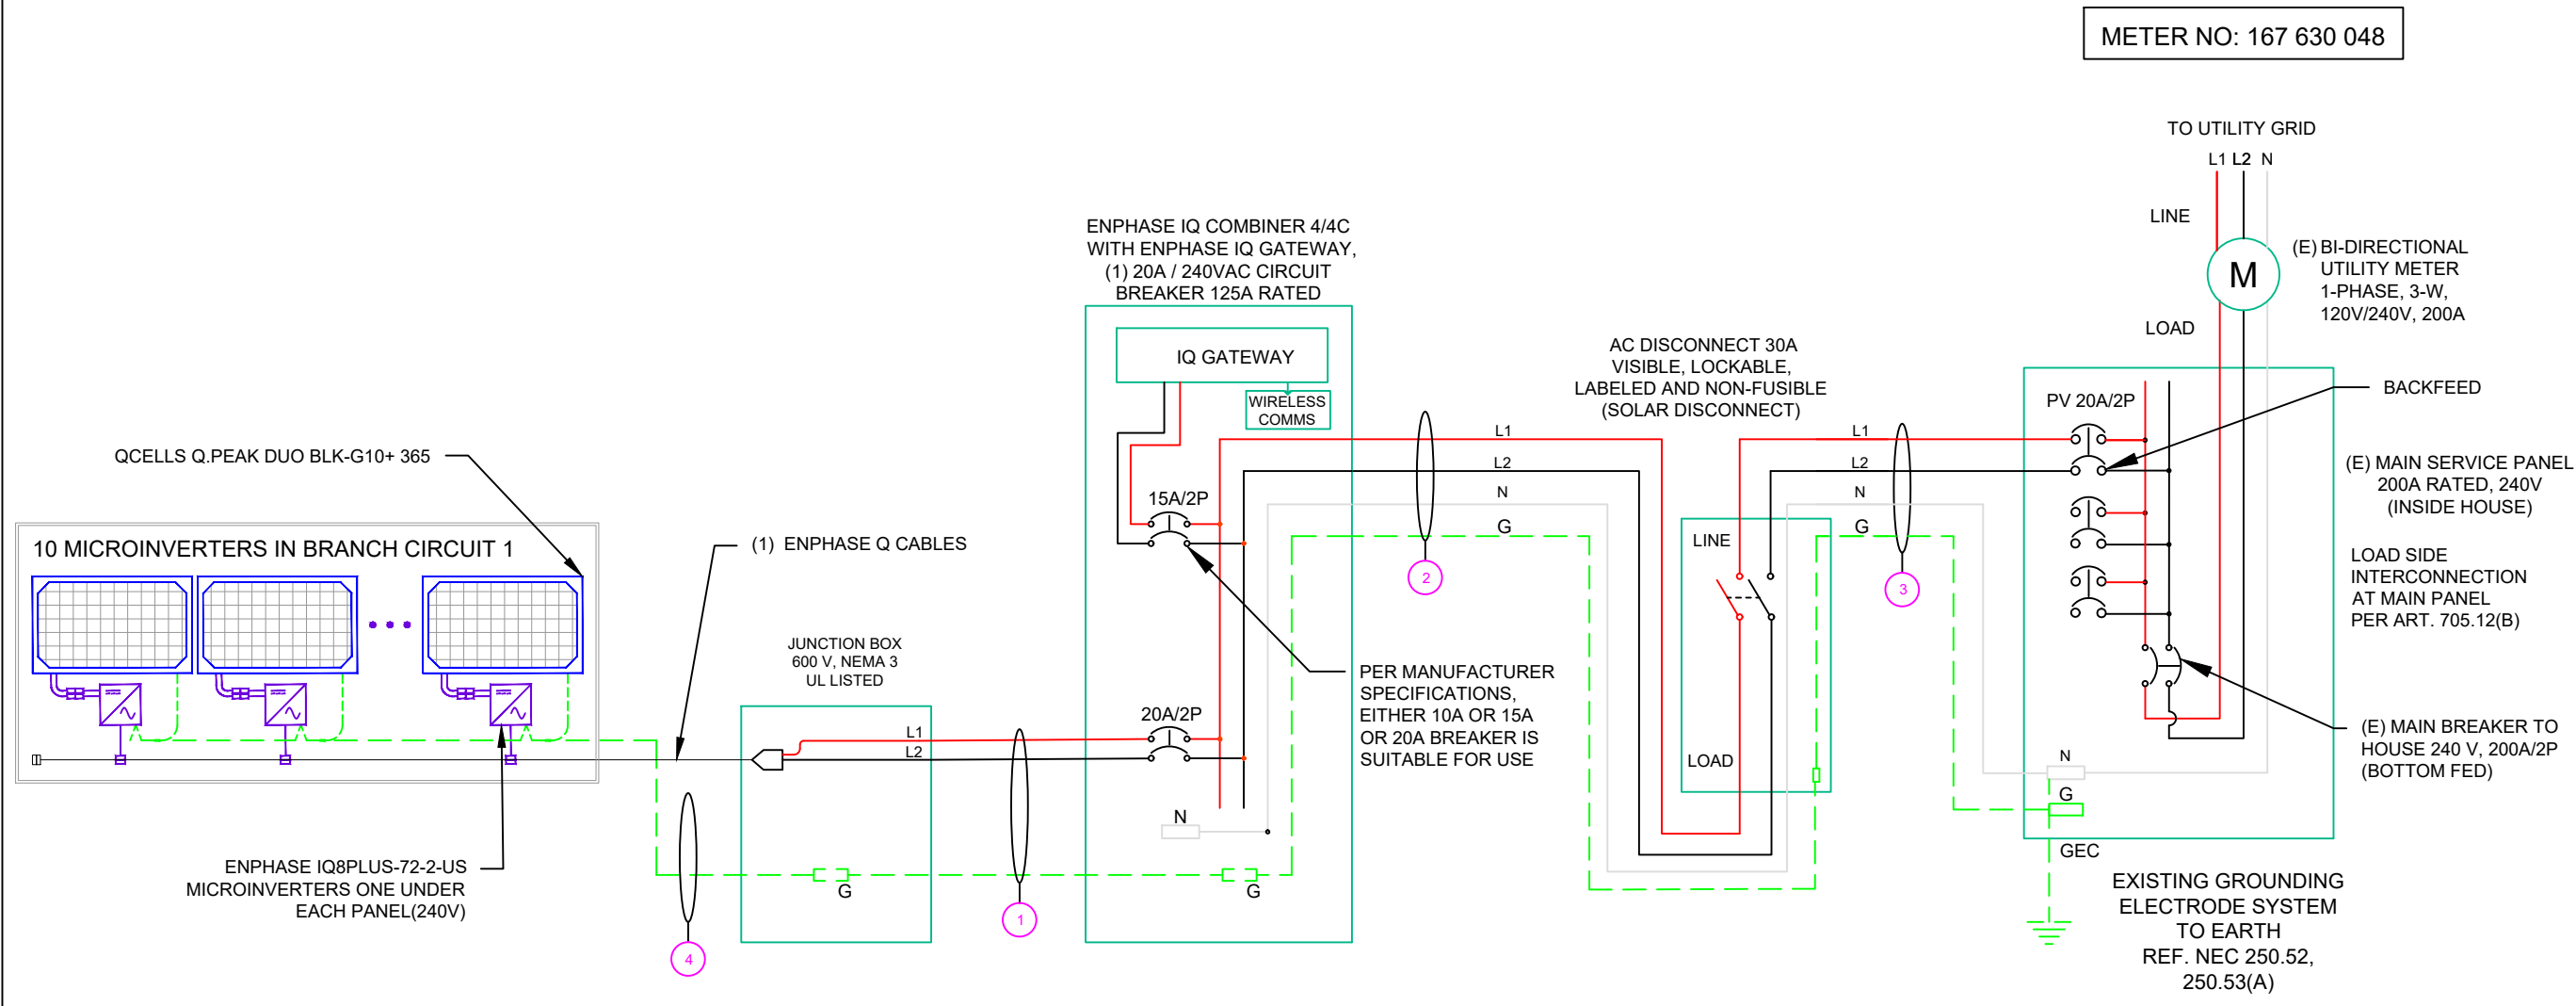 METER NO: 167 630 048
TO UTILITY GRID
L1 L2 N
LINE
(E) BI-DIRECTIONAL
UTILITY METER
1-PHASE, 3-W,
120V/240V, 200A
M
LOAD
ENPHASE IQ COMBINER 4/4C
WITH ENPHASE IQ GATEWAY,
(1) 20A / 240VAC CIRCUIT
BREAKER 125A RATED
IQ GATEWAY
WIRELESS
COMMS
15A/2P
20A/2P
N
G
PER MANUFACTURER
SPECIFICATIONS,
EITHER 10A OR 15A
OR 20A BREAKER IS
SUITABLE FOR USE
L1
L2
N
G
2
AC DISCONNECT 30A
VISIBLE, LOCKABLE,
LABELED AND NON-FUSIBLE
(SOLAR DISCONNECT)
LINE
LOAD
L1
L2
N
G
3
PV 20A/2P
BACKFEED
(E) MAIN SERVICE PANEL
200A RATED, 240V
(INSIDE HOUSE)
LOAD SIDE
INTERCONNECTION
AT MAIN PANEL
PER ART. 705.12(B)
(E) MAIN BREAKER TO
HOUSE 240 V, 200A/2P
(BOTTOM FED)
N
G
GEC
EXISTING GROUNDING
ELECTRODE SYSTEM
TO EARTH
REF. NEC 250.52,
250.53(A)
QCELLS Q.PEAK DUO BLK-G10+ 365
10 MICROINVERTERS IN BRANCH CIRCUIT 1
(1) ENPHASE Q CABLES
JUNCTION BOX
600 V, NEMA 3
UL LISTED
L1
L2
G
1
4
ENPHASE IQ8PLUS-72-2-US
MICROINVERTERS ONE UNDER
EACH PANEL(240V)